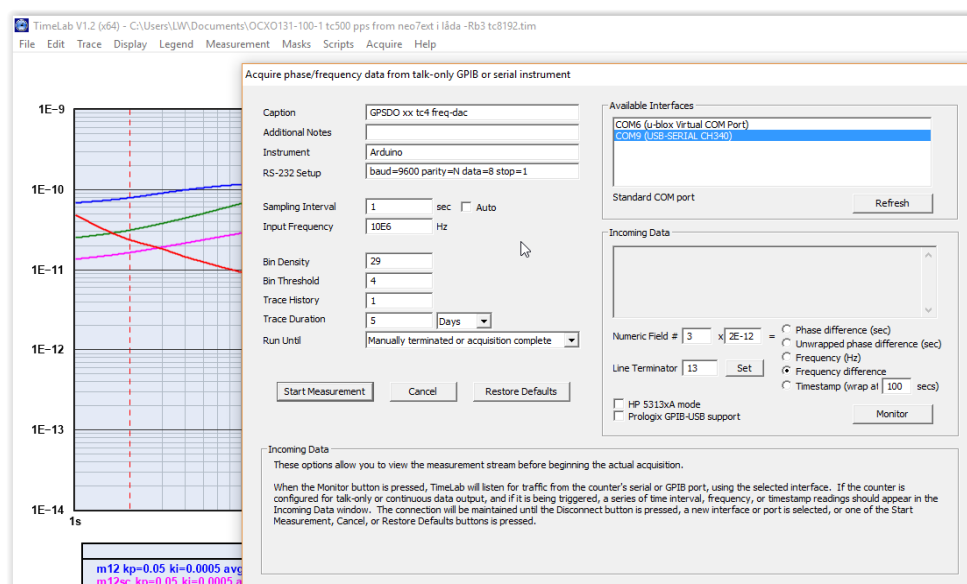 TimeLab V1.2 (x64) - C:\Users\LW\Documents\OCXO131-100-1 tc500 pps from neo7ext i låda -Rb3 tc8192.tim
File Edit Trace Display Legend Measurement Masks Scripts Acquire Help
Acquire phase/frequency data from talk-only GPIB or serial instrument
1E-9
1E-10
1E-11
1E-12
1E-13
1E-14
1s
m12 kp=0.05 ki=0.0005 avg
m12sc kp=0.05 ki=0.0005 a
Caption GPSDO xx tc4 freq-dac
Additional Notes
Instrument Arduino
RS-232 Setup baud=9600 parity=N data=8 stop=1
Sampling Interval 1 sec Auto
Input Frequency 10E6 Hz
Bin Density 29
Bin Threshold 4
Trace History 1
Trace Duration 5 Days
Run Until Manually terminated or acquisition complete
Start Measurement Cancel Restore Defaults
Available Interfaces
COM6 (u-blox Virtual COM Port)
COM9 (USB-SERIAL CH340)
Standard COM port Refresh
Incoming Data
Numeric Field # 3 x 2E-12 =
Phase difference (sec)
Unwrapped phase difference (sec)
Frequency (Hz)
Frequency difference
Timestamp (wrap at 100 secs)
Line Terminator 13 Set
HP 5313xA mode
Prologix GPIB-USB support
Monitor
Incoming Data
These options allow you to view the measurement stream before beginning the actual acquisition.
When the Monitor button is pressed, TimeLab will listen for traffic from the counter's serial or GPIB port, using the selected interface. If the counter is
configured for talk-only or continuous data output, and if it is being triggered, a series of time interval, frequency, or timestamp readings should appear in the
Incoming Data window. The connection will be maintained until the Disconnect button is pressed, a new interface or port is selected, or one of the Start
Measurement, Cancel, or Restore Defaults buttons is pressed.